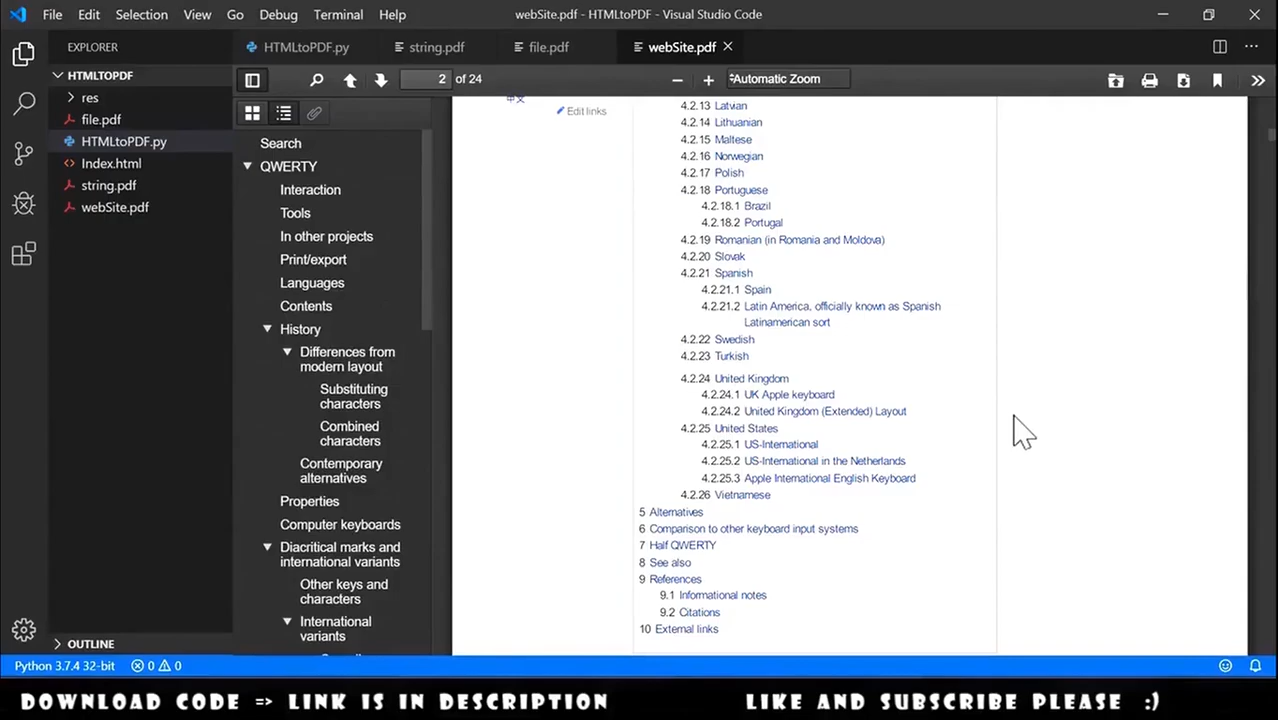 File Edit Selection View Go Debug Terminal Help
webSite.pdf - HTMLtoPDF - Visual Studio Code
EXPLORER
HTMLTOPDF
res
file.pdf
HTMLtoPDF.py
Index.html
string.pdf
webSite.pdf
OUTLINE
HTMLtoPDF.py string.pdf file.pdf webSite.pdf
2 of 24
Automatic Zoom
Search
QWERTY
Interaction
Tools
In other projects
Print/export
Languages
Contents
History
Differences from
modern layout
Substituting
characters
Combined
characters
Contemporary
alternatives
Properties
Computer keyboards
Diacritical marks and
international variants
Other keys and
characters
International
variants
中文
Edit links
4.2.13 Latvian
4.2.14 Lithuanian
4.2.15 Maltese
4.2.16 Norwegian
4.2.17 Polish
4.2.18 Portuguese
4.2.18.1 Brazil
4.2.18.2 Portugal
4.2.19 Romanian (in Romania and Moldova)
4.2.20 Slovak
4.2.21 Spanish
4.2.21.1 Spain
4.2.21.2 Latin America, officially known as Spanish
Latinamerican sort
4.2.22 Swedish
4.2.23 Turkish
4.2.24 United Kingdom
4.2.24.1 UK Apple keyboard
4.2.24.2 United Kingdom (Extended) Layout
4.2.25 United States
4.2.25.1 US-International
4.2.25.2 US-International in the Netherlands
4.2.25.3 Apple International English Keyboard
4.2.26 Vietnamese
5 Alternatives
6 Comparison to other keyboard input systems
7 Half QWERTY
8 See also
9 References
9.1 Informational notes
9.2 Citations
10 External links
Python 3.7.4 32-bit 0 0
DOWNLOAD CODE => LINK IS IN DESCRIPTION LIKE AND SUBSCRIBE PLEASE :)